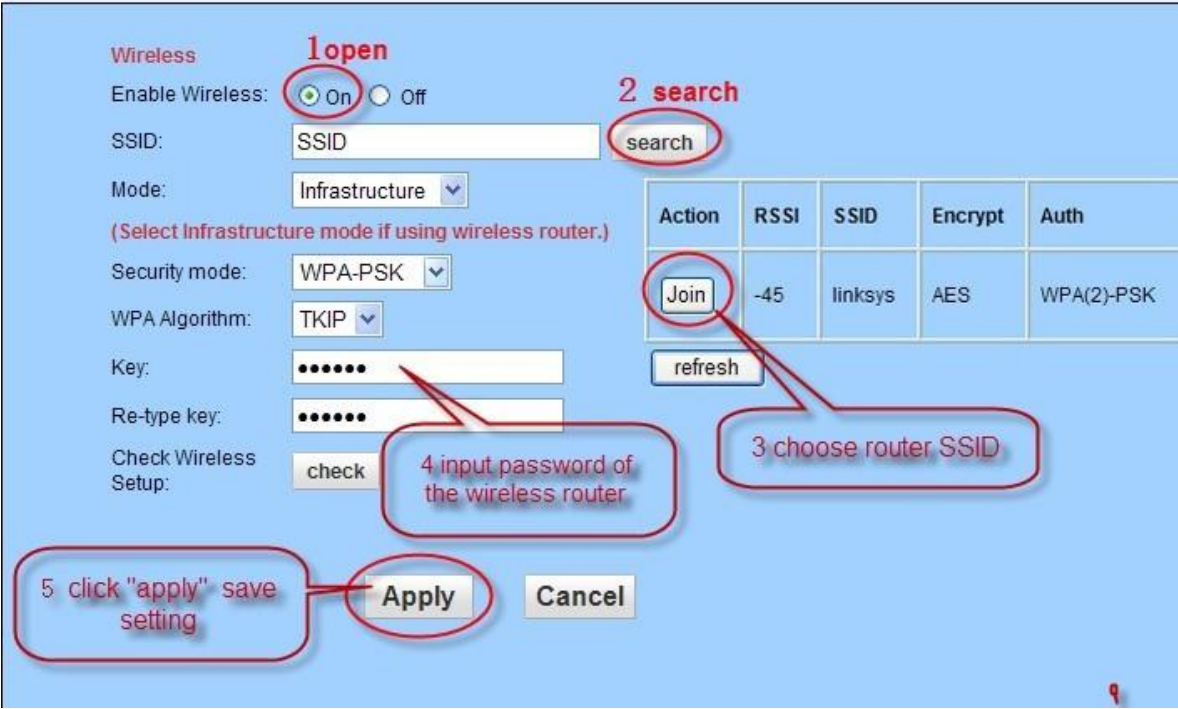 Wireless
1open
Enable Wireless: On Off
2 search
SSID: SSID search
Mode: Infrastructure
(Select Infrastructure mode if using wireless router.)
Security mode: WPA-PSK
WPA Algorithm: TKIP
Key: ••••••
Re-type key: ••••••
Check Wireless
Setup: check
Action RSSI SSID Encrypt Auth
Join -45 linksys AES WPA(2)-PSK
refresh
3 choose router SSID
4 input password of
the wireless router
5 click "apply" save
setting
Apply Cancel